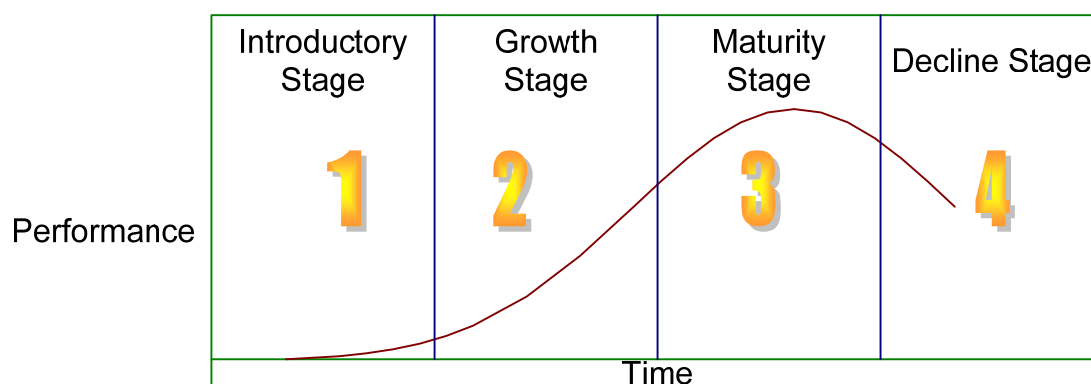 Introductory
Stage
Growth
Stage
Maturity
Stage
Decline Stage
1
2
3
4
Performance
Time